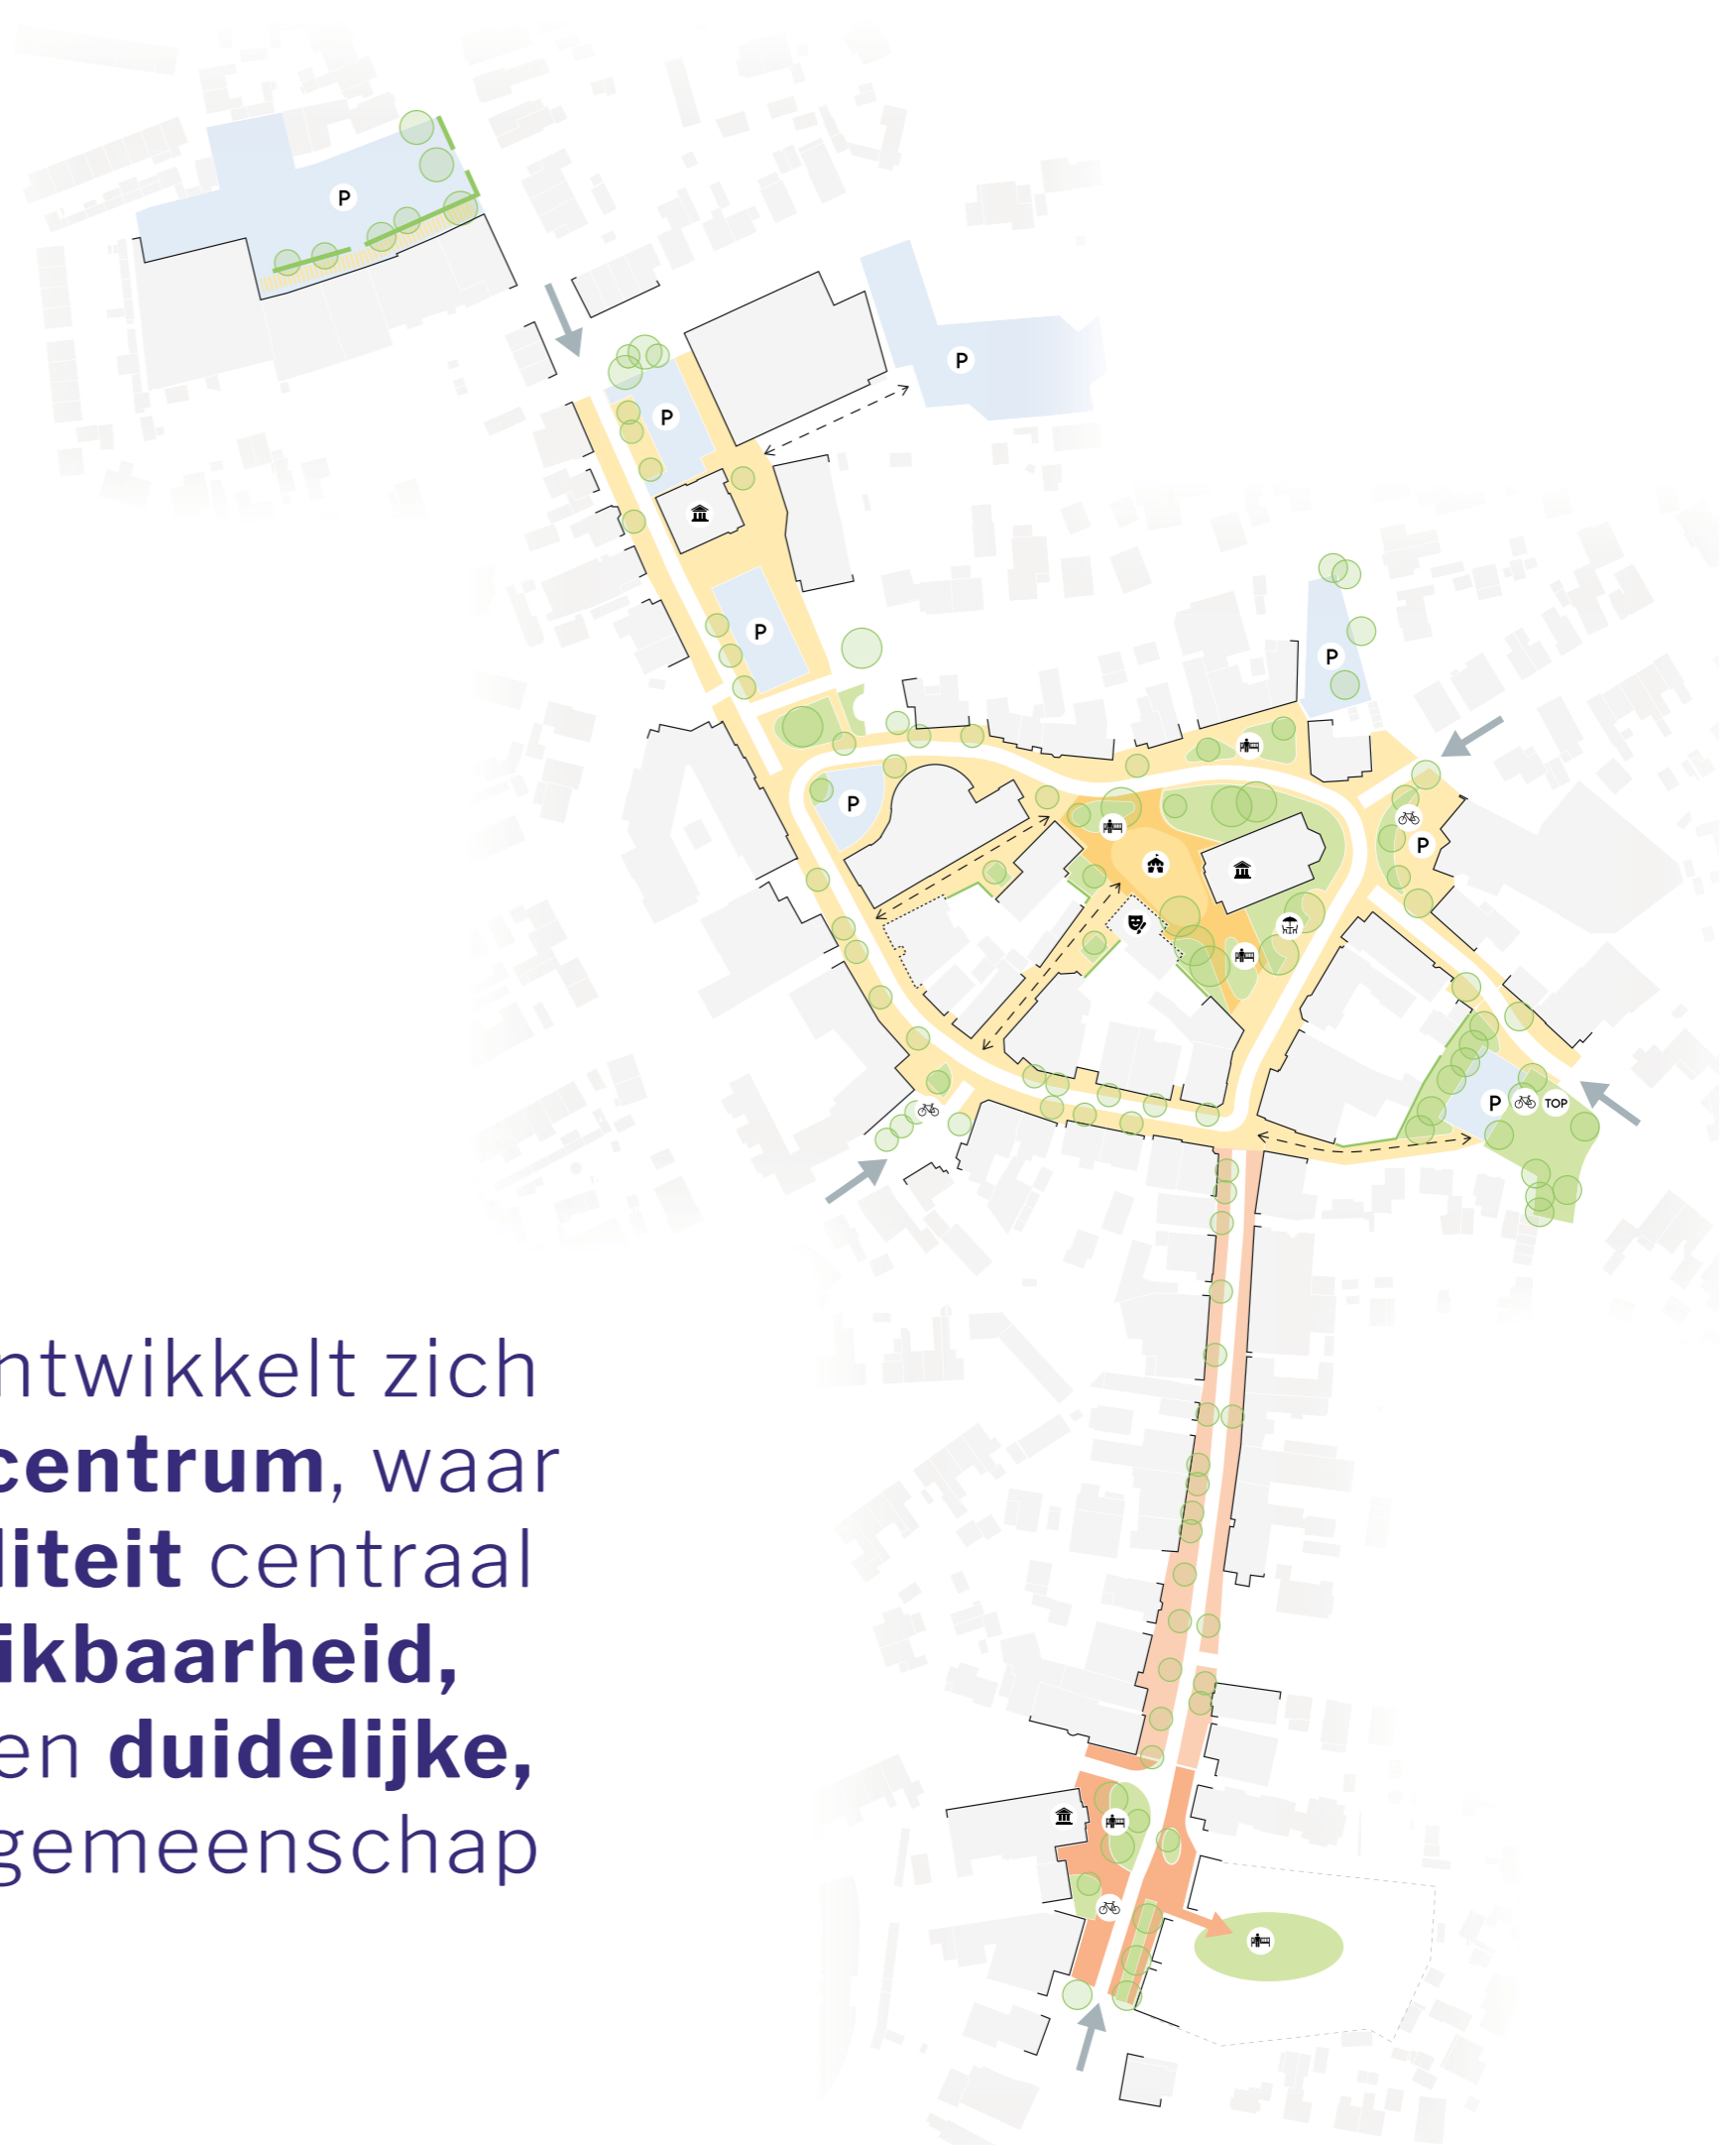 P
P
P
P
P
P
P
P TOP
ntwikkelt zich
centrum, waar
liteit centraal
ikbaarheid,
en duidelijke,
gemeenschap